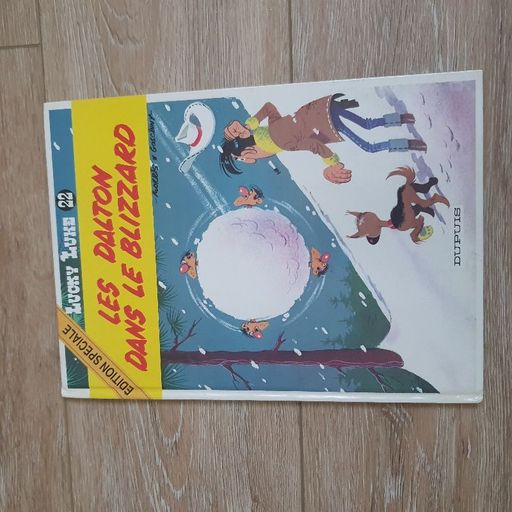 LUCKY LUKE 22
EDITION SPECIALE
LES DALTON
DANS LE BLIZZARD
MORRIS & GOSCINNY
DUPUIS